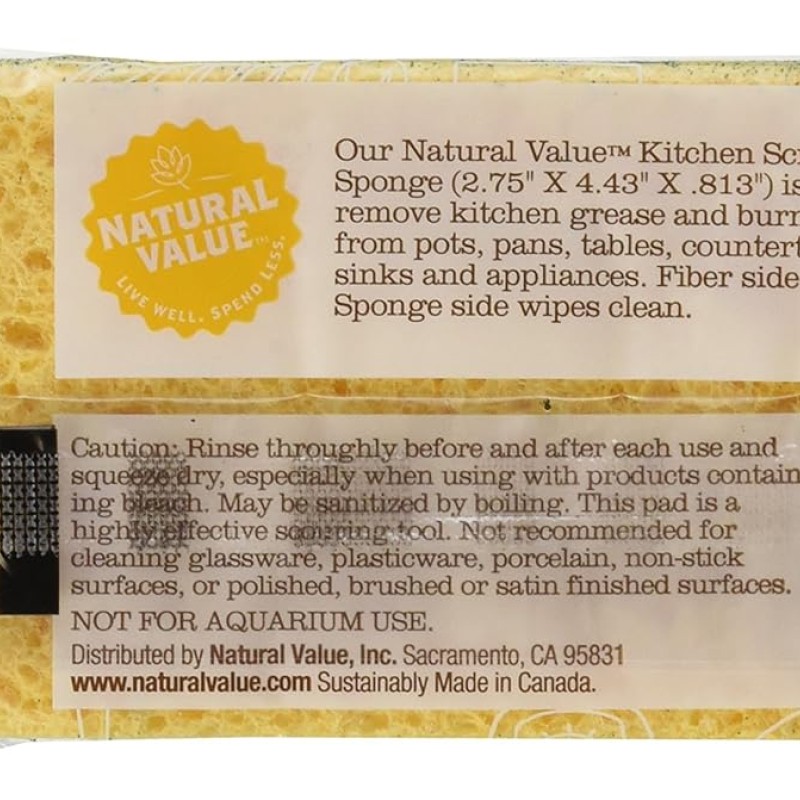 NATURAL
VALUE™
LIVE WELL. SPEND LESS.
Our Natural Value™ Kitchen Scr
Sponge (2.75" X 4.43" X .813") is
remove kitchen grease and burn
from pots, pans, tables, countert
sinks and appliances. Fiber side
Sponge side wipes clean.
Caution: Rinse throughly before and after each use and
squeeze dry, especially when using with products contain
ing bleach. May be sanitized by boiling. This pad is a
highly effective scouring tool. Not recommended for
cleaning glassware, plasticware, porcelain, non-stick
surfaces, or polished, brushed or satin finished surfaces.
NOT FOR AQUARIUM USE.
Distributed by Natural Value, Inc. Sacramento, CA 95831
www.naturalvalue.com Sustainably Made in Canada.